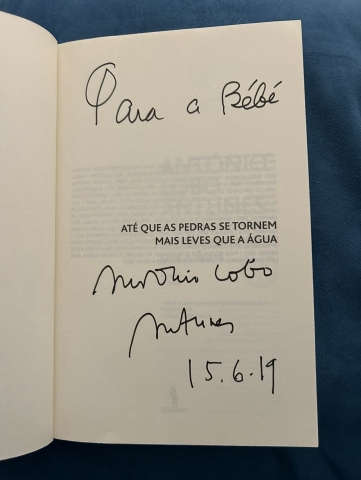 Para a Bébé
ATÉ QUE AS PEDRAS SE TORNEM
MAIS LEVES QUE A ÁGUA
António Lobo
Antunes
15.6.19